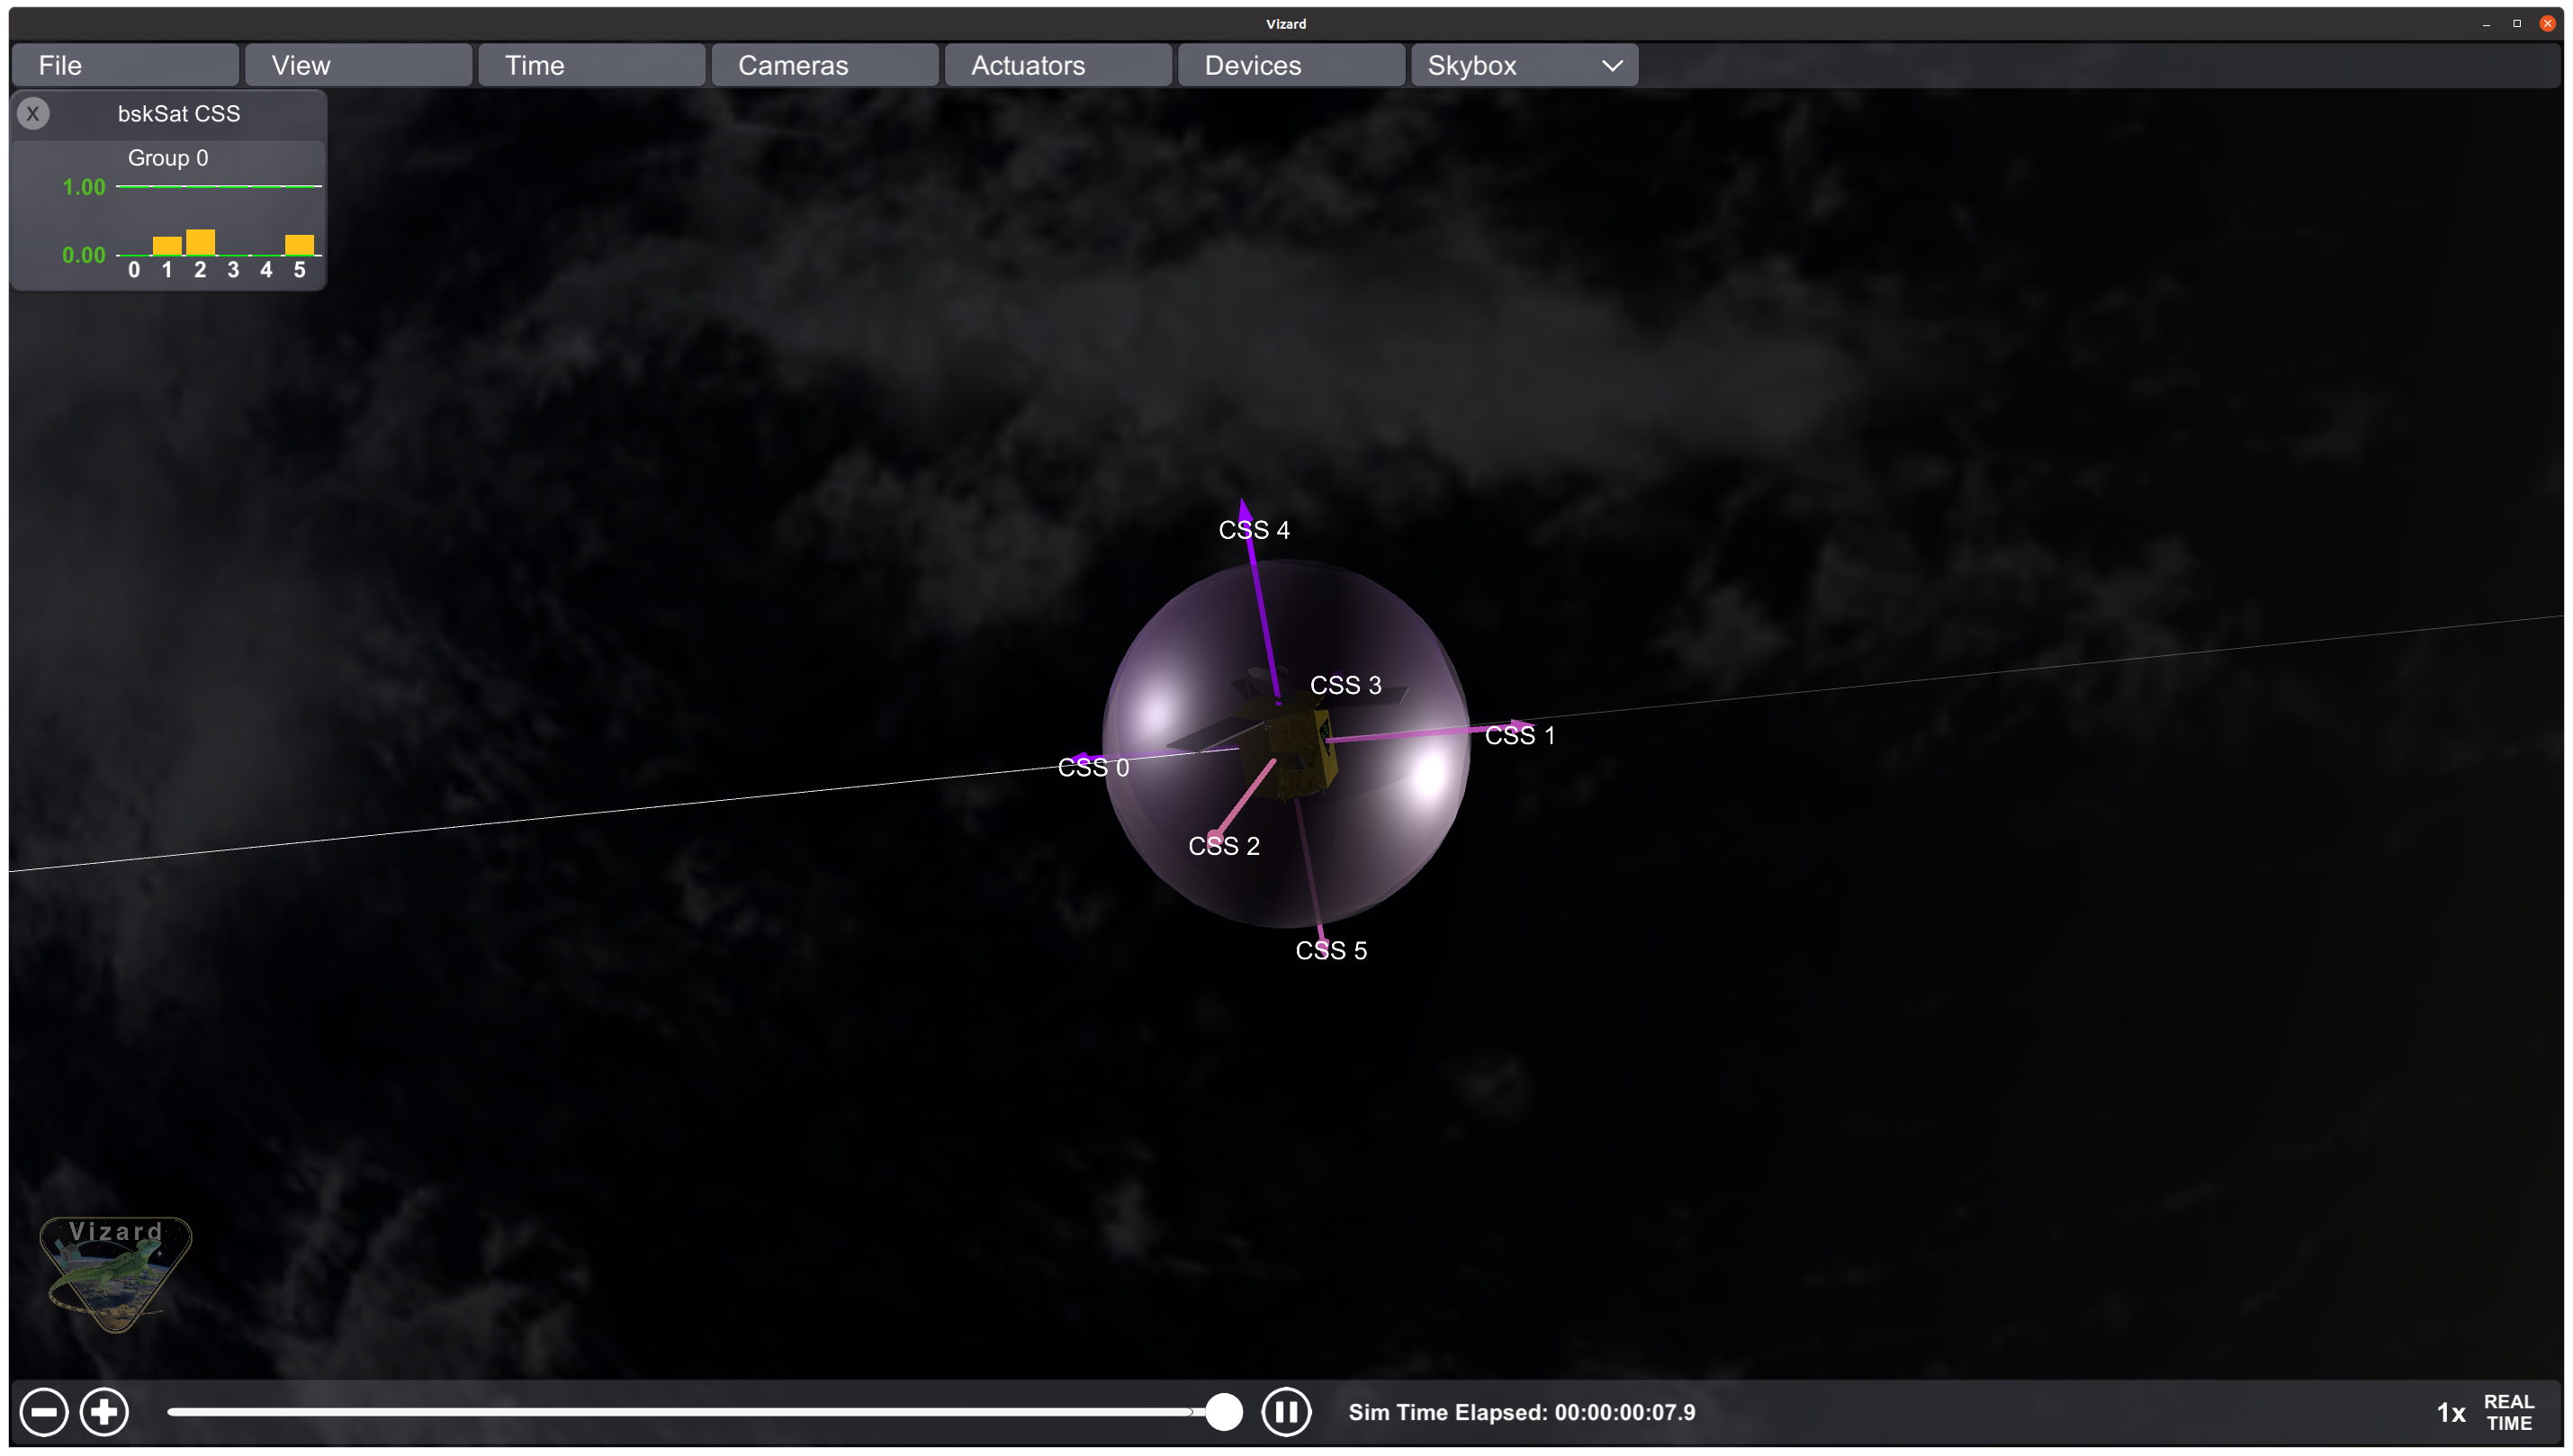 Vizard
File View Time Cameras Actuators Devices Skybox
X bskSat CSS
Group 0
1.00
0.00
0 1 2 3 4 5
CSS 4
CSS 3
CSS 1
CSS 0
CSS 2
CSS 5
Vizard
Sim Time Elapsed: 00:00:00:07.9
1x REAL TIME